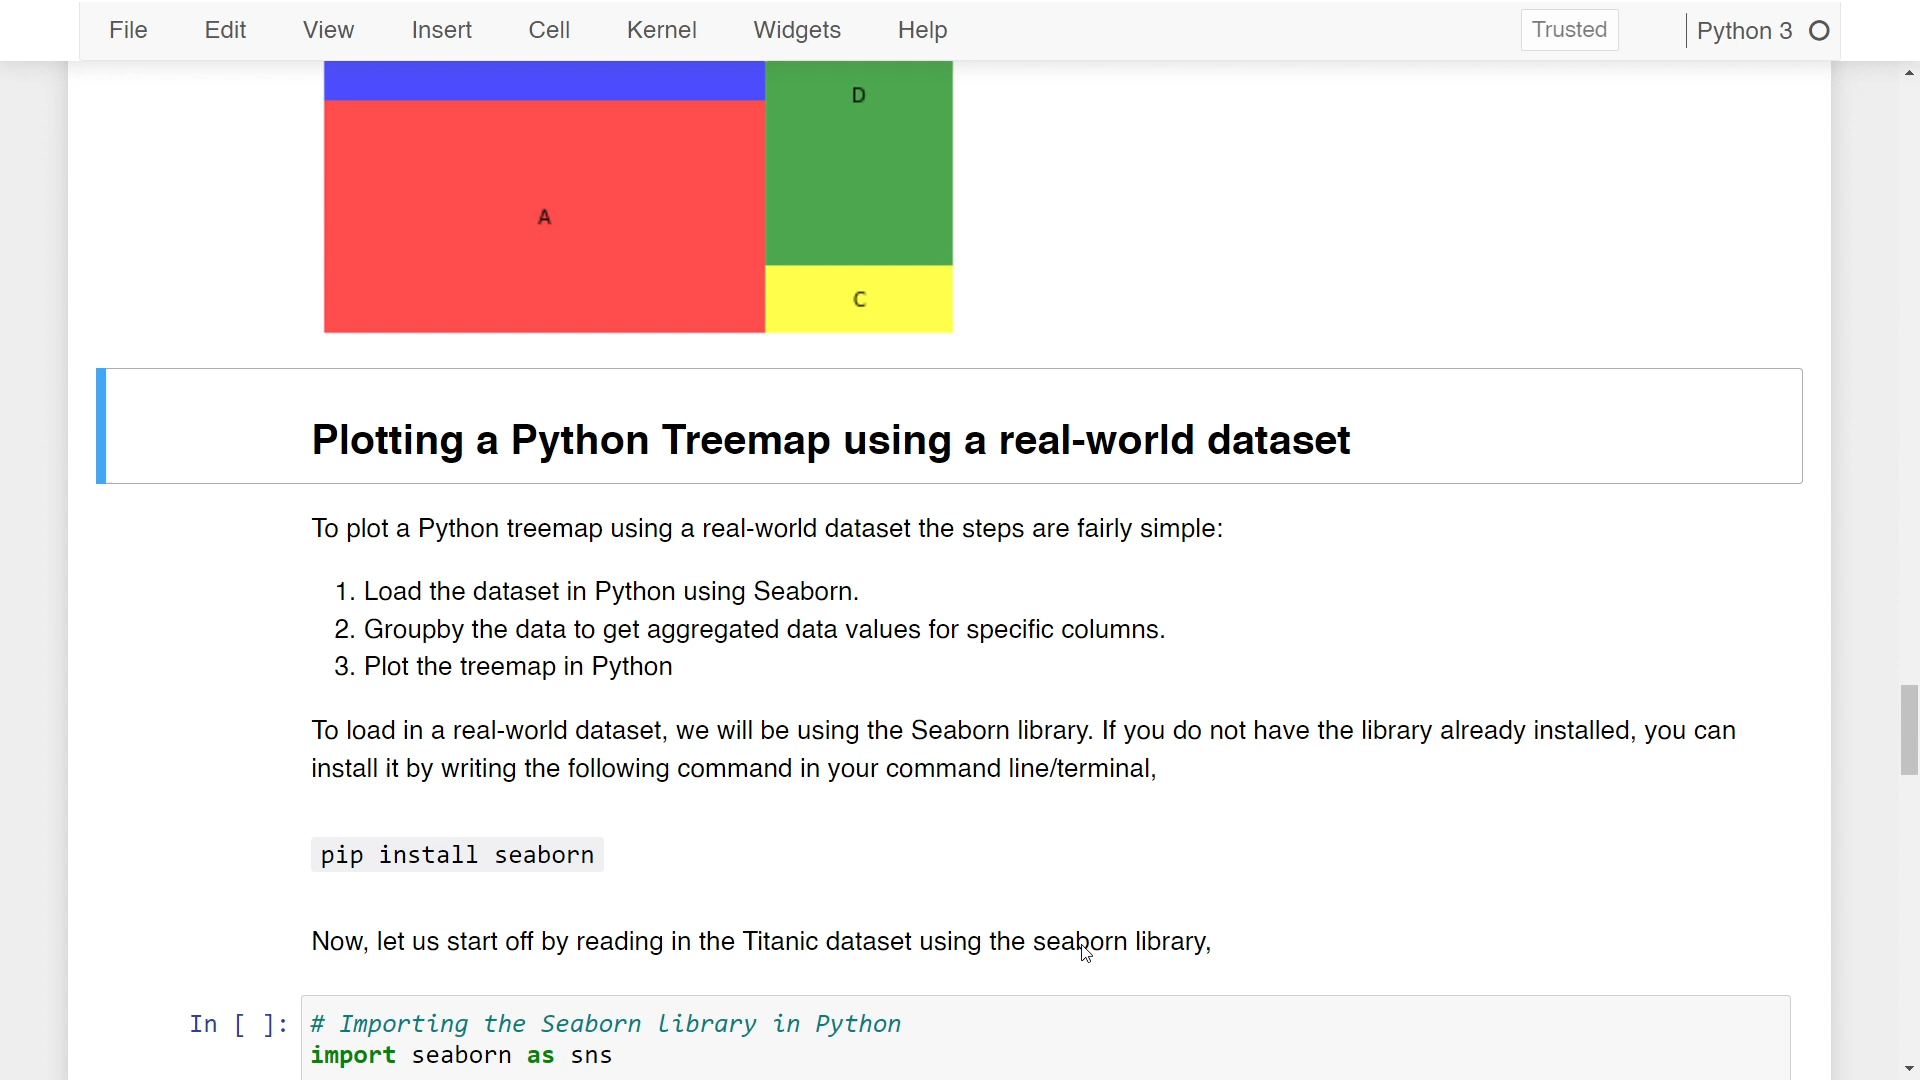 File Edit View Insert Cell Kernel Widgets Help Trusted Python 3
D
A
C
Plotting a Python Treemap using a real-world dataset
To plot a Python treemap using a real-world dataset the steps are fairly simple:
1. Load the dataset in Python using Seaborn.
2. Groupby the data to get aggregated data values for specific columns.
3. Plot the treemap in Python
To load in a real-world dataset, we will be using the Seaborn library. If you do not have the library already installed, you can
install it by writing the following command in your command line/terminal,
pip install seaborn
Now, let us start off by reading in the Titanic dataset using the seaborn library,
In [ ]: # Importing the Seaborn library in Python
import seaborn as sns